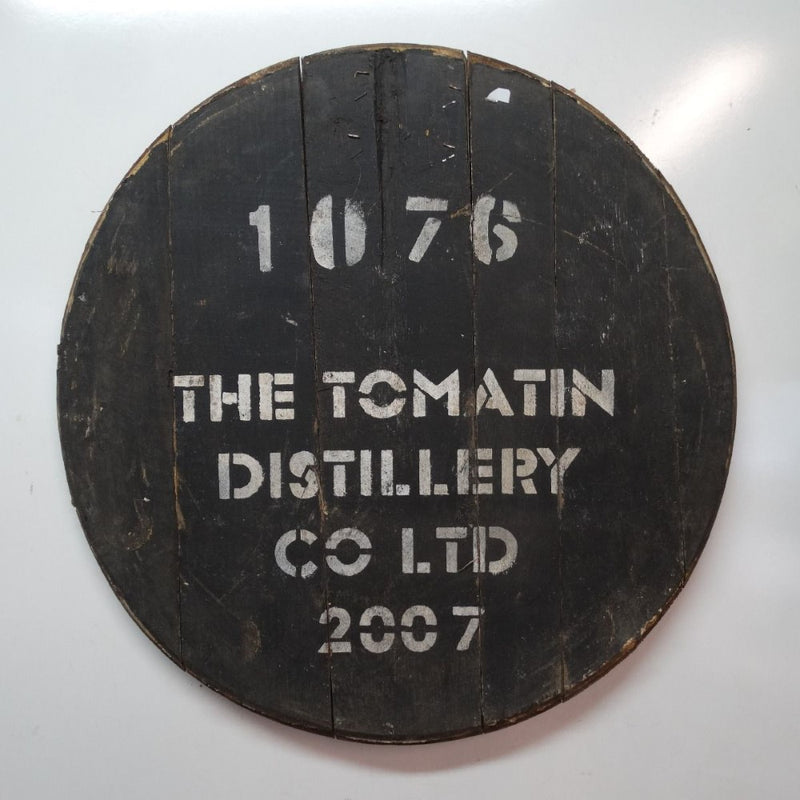 1076
THE TOMATIN
DISTILLERY
CO LTD
2007